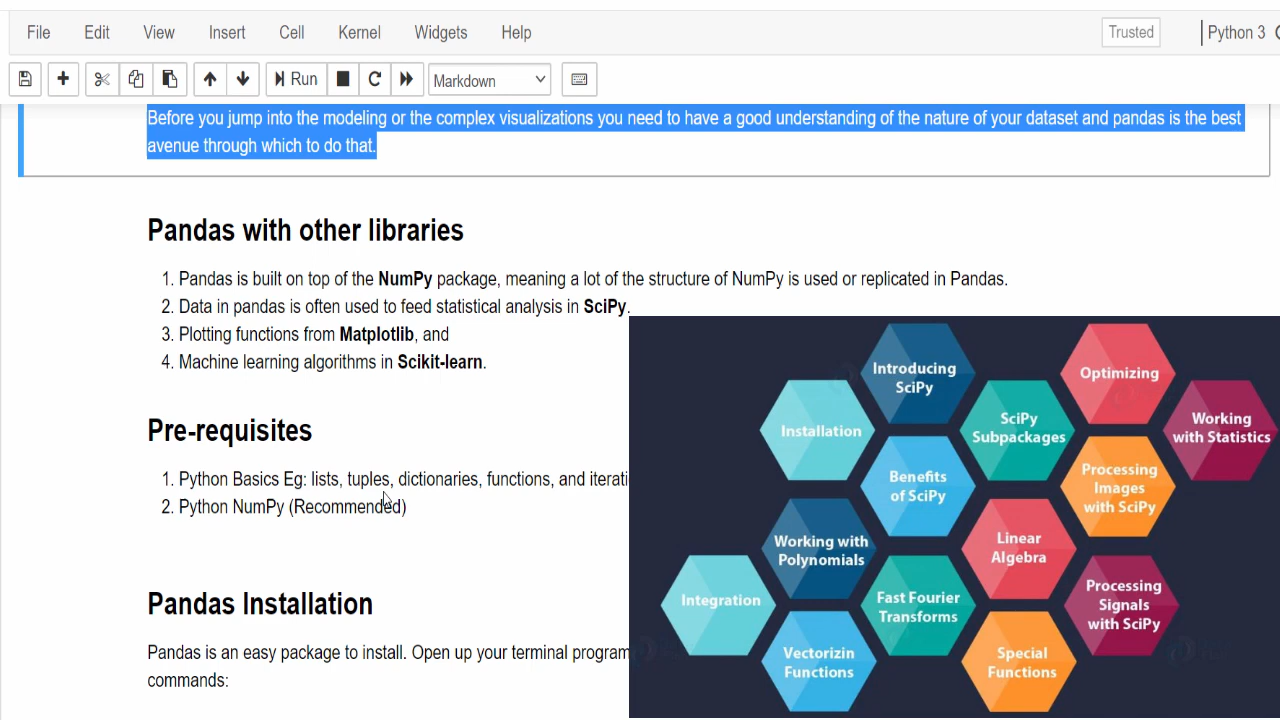 File Edit View Insert Cell Kernel Widgets Help Trusted Python 3
Run Markdown
Before you jump into the modeling or the complex visualizations you need to have a good understanding of the nature of your dataset and pandas is the best
avenue through which to do that.
Pandas with other libraries
1. Pandas is built on top of the NumPy package, meaning a lot of the structure of NumPy is used or replicated in Pandas.
2. Data in pandas is often used to feed statistical analysis in SciPy.
3. Plotting functions from Matplotlib, and
4. Machine learning algorithms in Scikit-learn.
Pre-requisites
1. Python Basics Eg: lists, tuples, dictionaries, functions, and iterati
2. Python NumPy (Recommended)
Pandas Installation
Pandas is an easy package to install. Open up your terminal program
commands:
Introducing
SciPy
Optimizing
Installation
SciPy
Subpackages
Working
with Statistics
Benefits
of SciPy
Processing
Images
with SciPy
Working with
Polynomials
Linear
Algebra
Integration
Fast Fourier
Transforms
Processing
Signals
with SciPy
Vectorizin
Functions
Special
Functions